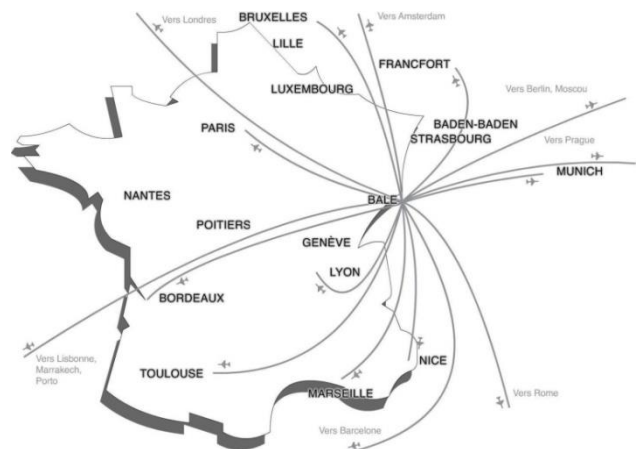 Vers Londres
BRUXELLES
Vers Amsterdam
LILLE
FRANCFORT
LUXEMBOURG
Vers Berlin, Moscou
PARIS
BADEN-BADEN
STRASBOURG
Vers Prague
MUNICH
NANTES
BALE
POITIERS
GENÈVE
LYON
BORDEAUX
Vers Lisbonne,
Marrakech,
Porto
TOULOUSE
NICE
MARSEILLE
Vers Rome
Vers Barcelone